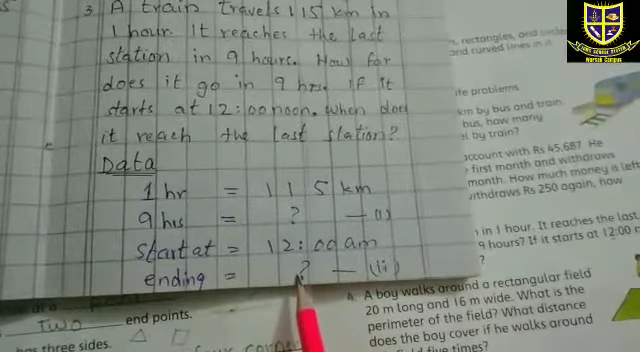 3. A train travels 115 km in
1 hour. It reaches the last
station in 9 hours. How far
does it go in 9 hrs. if it
starts at 12:00 noon. When does
it reach the last station?
Data
1 hr = 115 km
9 hrs = ? — (i)
start at = 12:00 am
ending = ? — (ii)
TWO end points.
has three sides.
s, rectangles, and
and curved lines in it
problems
km by bus and train
bus, how many
by train?
account with Rs 45,687. He
first month and withdraws
month. How much money is left
withdraws Rs 250 again, how
in 1 hour. It reaches the last
9 hours? If it starts at 12:00
?
4. A boy walks around a rectangular field
20 m long and 16 m wide. What is the
perimeter of the field? What distance
does the boy cover if he walks around
five times?
Warsak Campus